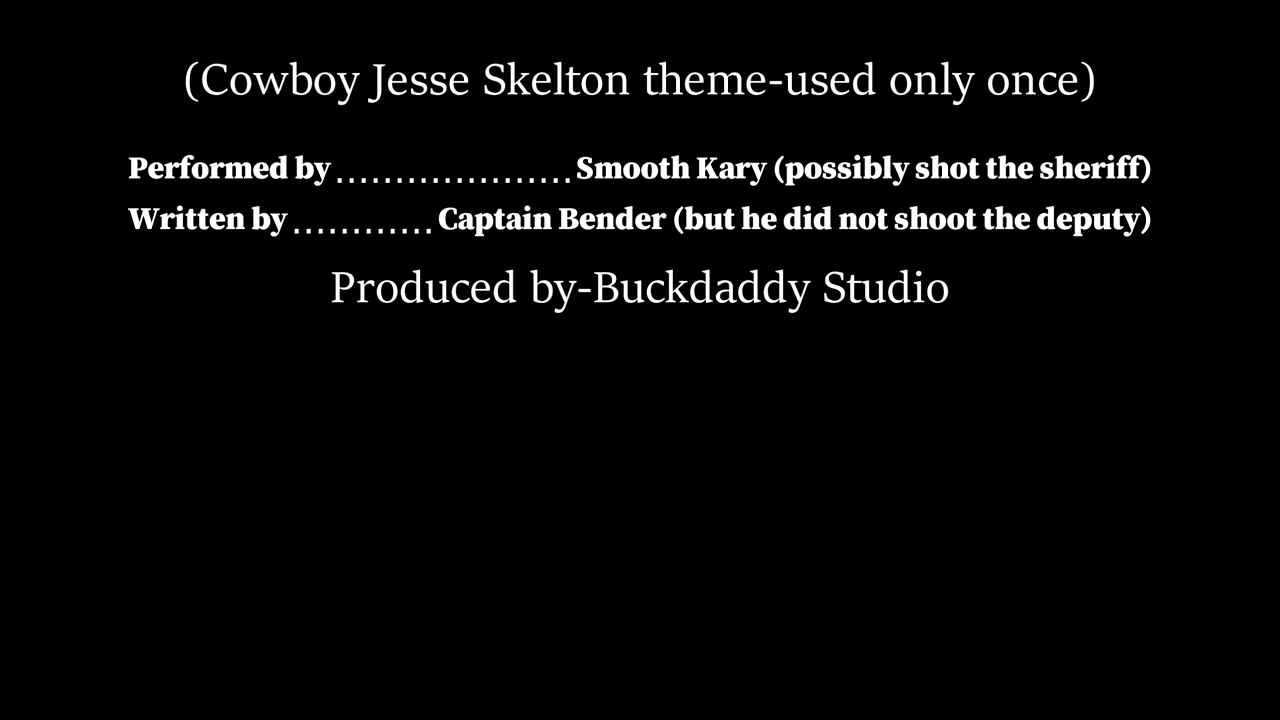 (Cowboy Jesse Skelton theme-used only once)
Performed by .................... Smooth Kary (possibly shot the sheriff)
Written by ............ Captain Bender (but he did not shoot the deputy)
Produced by-Buckdaddy Studio